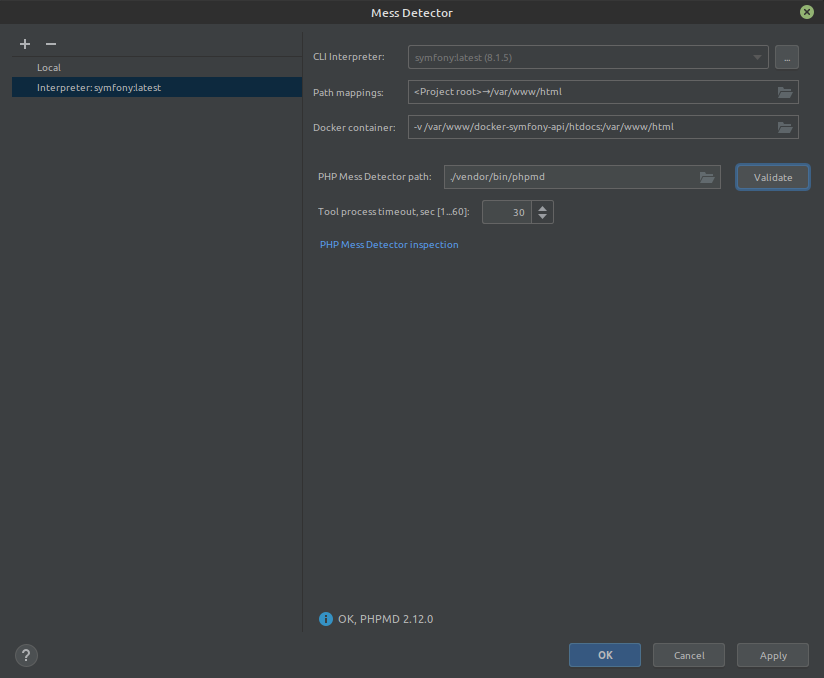 Mess Detector
Local
Interpreter: symfony:latest
CLI Interpreter: symfony:latest (8.1.5) ...
Path mappings: <Project root>→/var/www/html
Docker container: -v /var/www/docker-symfony-api/htdocs:/var/www/html
PHP Mess Detector path: ./vendor/bin/phpmd Validate
Tool process timeout, sec [1...60]: 30
PHP Mess Detector inspection
i OK, PHPMD 2.12.0
? OK Cancel Apply